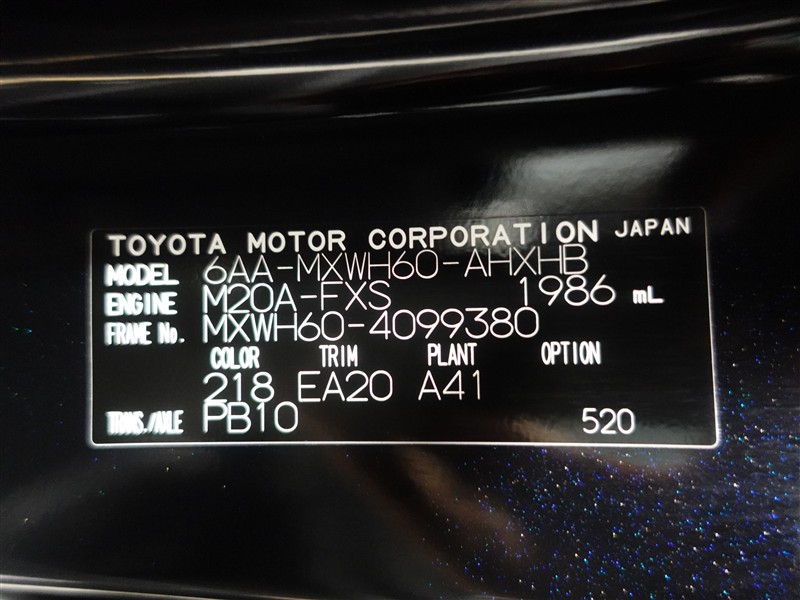 TOYOTA MOTOR CORPORATION JAPAN
MODEL 6AA-MXWH60-AHXHB
ENGINE M20A-FXS 1986 mL
FRAME No. MXWH60-4099380
COLOR TRIM PLANT OPTION
218 EA20 A41
TRANS./AXLE PB10 520